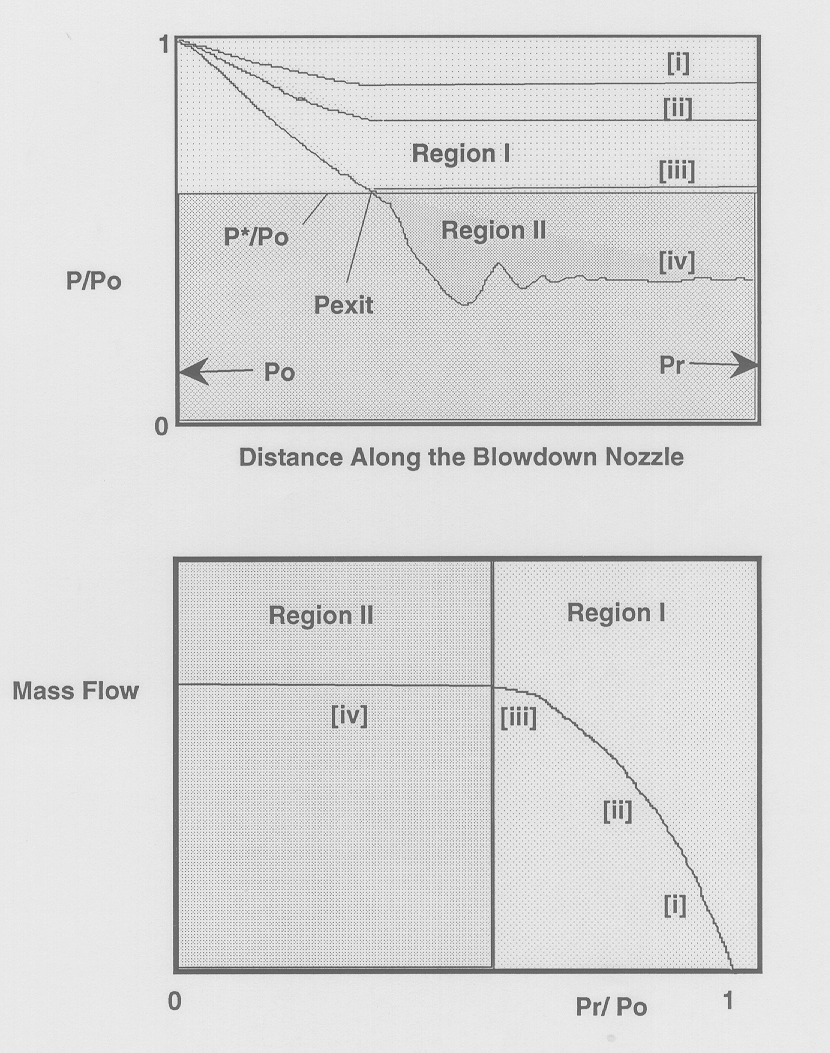 1
[i]
[ii]
Region I
[iii]
P*/Po
Region II
[iv]
P/Po
Pexit
Po
Pr
0
Distance Along the Blowdown Nozzle
Region II
Region I
Mass Flow
[iv]
[iii]
[ii]
[i]
0
Pr/ Po
1